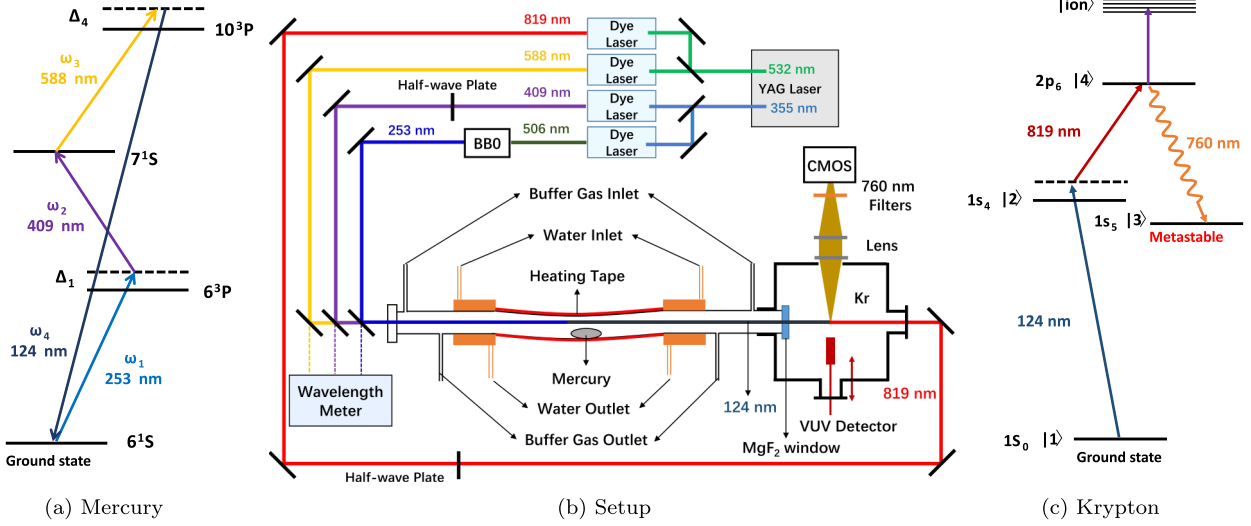 Δ₄
10³P
ω₃
588 nm
7¹S
ω₂
409 nm
Δ₁
6³P
ω₄
124 nm
ω₁
253 nm
6¹S
Ground state
(a) Mercury
819 nm
Dye
Laser
588 nm
Dye
Laser
532 nm
YAG Laser
355 nm
Half-wave Plate
409 nm
Dye
Laser
253 nm
BBO
506 nm
Dye
Laser
CMOS
760 nm
Filters
Lens
Buffer Gas Inlet
Water Inlet
Heating Tape
Kr
Mercury
Wavelength
Meter
Water Outlet
124 nm
819 nm
VUV Detector
Buffer Gas Outlet
MgF₂ window
Half-wave Plate
(b) Setup
|ion⟩
2p₆ |4⟩
819 nm
760 nm
1s₄ |2⟩
1s₅ |3⟩
Metastable
124 nm
1S₀ |1⟩
Ground state
(c) Krypton